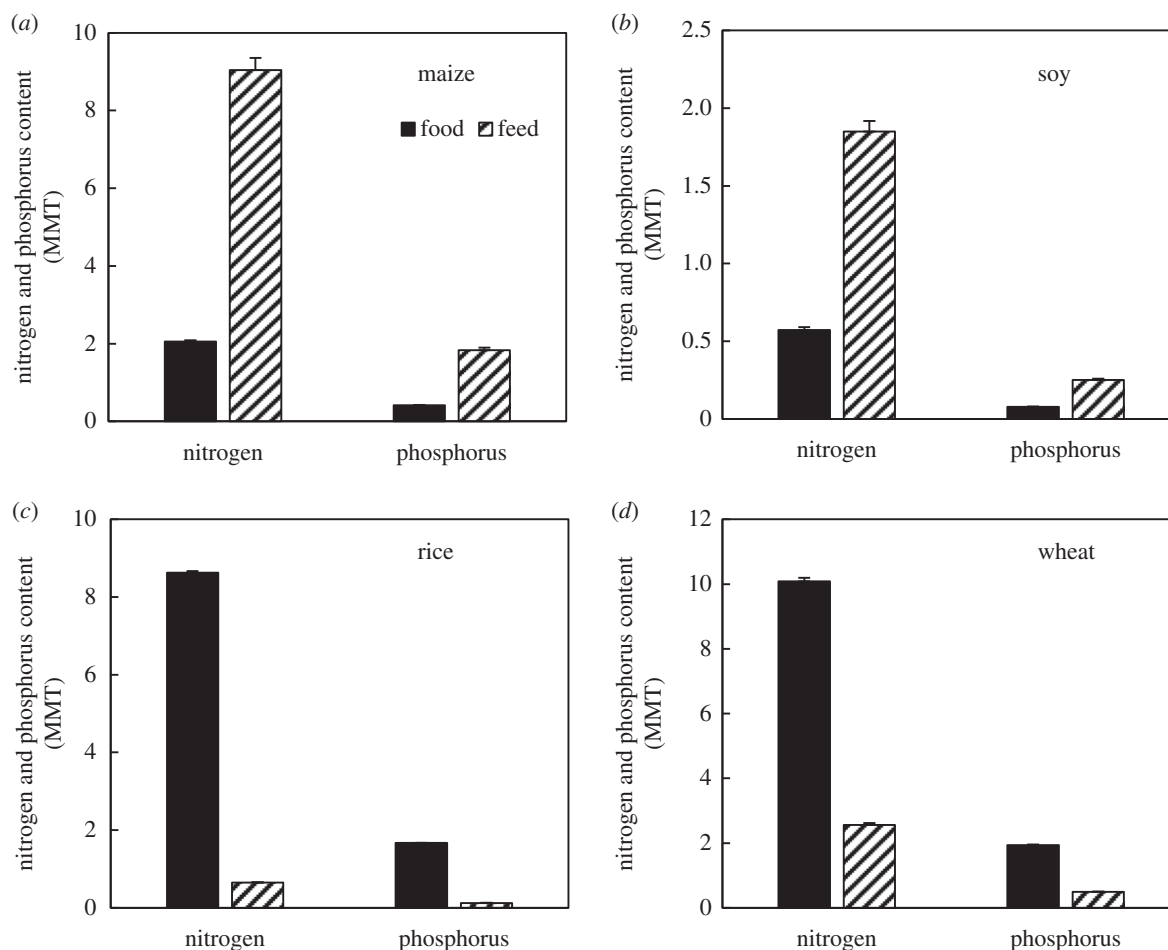 (a)
nitrogen and phosphorus content
(MMT)
10
8
6
4
2
0
maize
food feed
nitrogen phosphorus
(b)
nitrogen and phosphorus content
(MMT)
2.5
2.0
1.5
1.0
0.5
0
soy
nitrogen phosphorus
(c)
nitrogen and phosphorus content
(MMT)
10
8
6
4
2
0
rice
nitrogen phosphorus
(d)
nitrogen and phosphorus content
(MMT)
12
10
8
6
4
2
0
wheat
nitrogen phosphorus